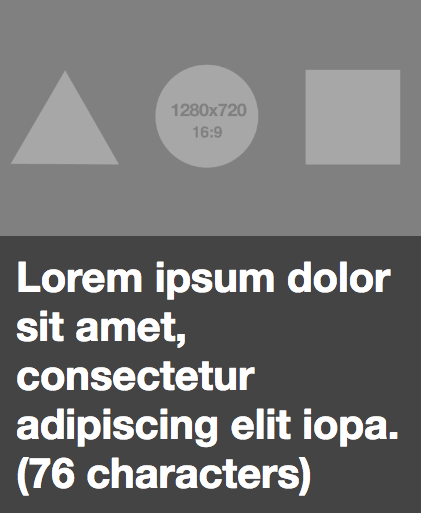 1280x720
16:9
Lorem ipsum dolor
sit amet,
consectetur
adipiscing elit iopa.
(76 characters)